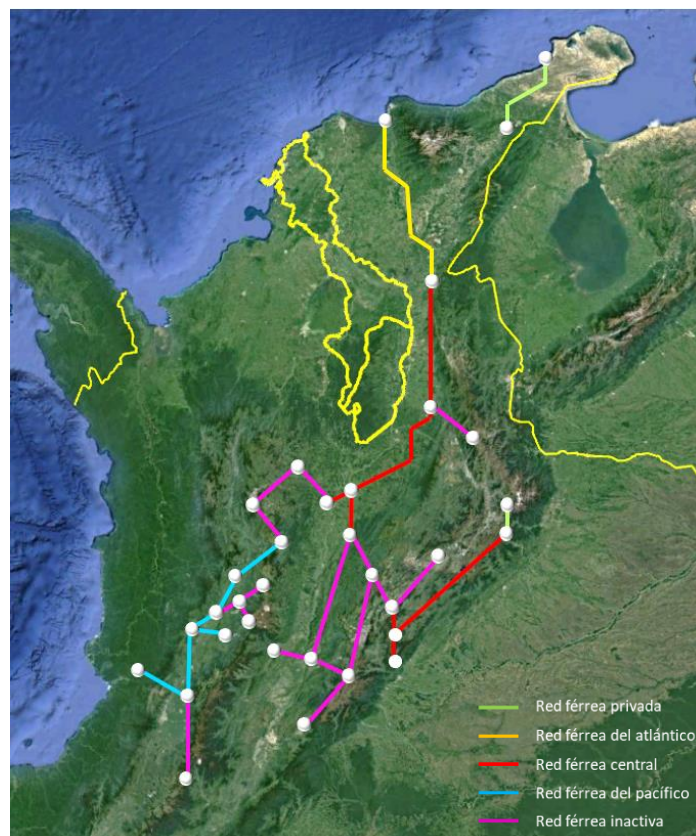 Red férrea privada
Red férrea del atlántico
Red férrea central
Red férrea del pacífico
Red férrea inactiva